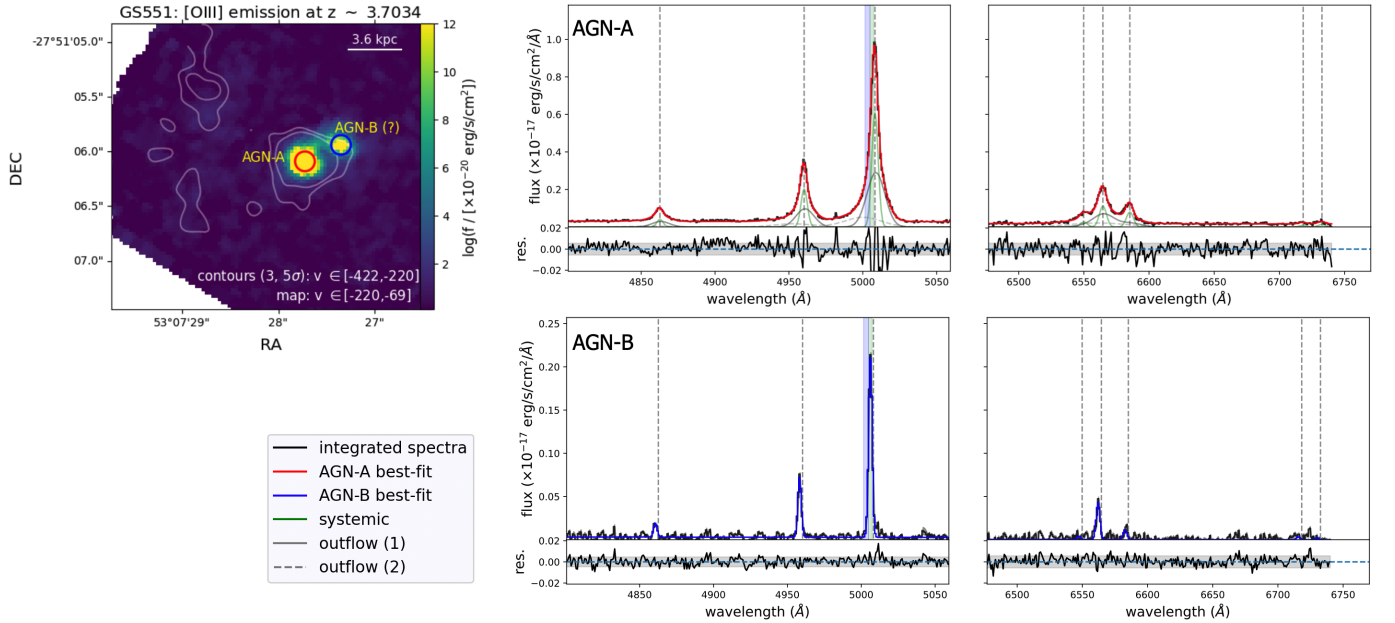 GS551: [OIII] emission at z ∼ 3.7034
-27°51'05.0"
05.5"
06.0"
06.5"
07.0"
DEC
3.6 kpc
AGN-B (?)
AGN-A
contours (3, 5σ): v ∈[-422,-220]
map: v ∈[-220,-69]
53°07'29"
28"
27"
RA
12
10
8
6
4
2
log(f / [×10⁻²⁰ erg/s/cm²])
integrated spectra
AGN-A best-fit
AGN-B best-fit
systemic
outflow (1)
outflow (2)
AGN-A
flux (×10⁻¹⁷ erg/s/cm²/Å)
1.0
0.8
0.6
0.4
0.2
res.
0.02
0.00
−0.02
4850
4900
4950
5000
5050
wavelength (Å)
6500
6550
6600
6650
6700
6750
wavelength (Å)
AGN-B
flux (×10⁻¹⁷ erg/s/cm²/Å)
0.25
0.20
0.15
0.10
0.05
res.
0.02
0.00
−0.02
4850
4900
4950
5000
5050
wavelength (Å)
6500
6550
6600
6650
6700
6750
wavelength (Å)